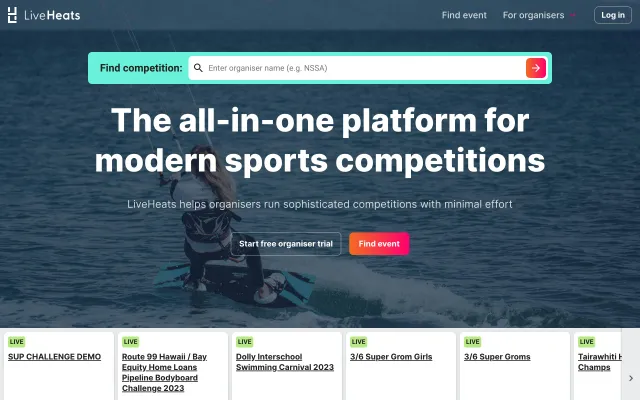 LiveHeats
Find event
For organisers
Log in
Find competition:
Enter organiser name (e.g. NSSA)
The all-in-one platform for
modern sports competitions
LiveHeats helps organisers run sophisticated competitions with minimal effort
Start free organiser trial
Find event
LIVE
SUP CHALLENGE DEMO
LIVE
Route 99 Hawaii / Bay
Equity Home Loans
Pipeline Bodyboard
Challenge 2023
LIVE
Dolly Interschool
Swimming Carnival 2023
LIVE
3/6 Super Grom Girls
LIVE
3/6 Super Groms
LIVE
Tairawhiti H
Champs